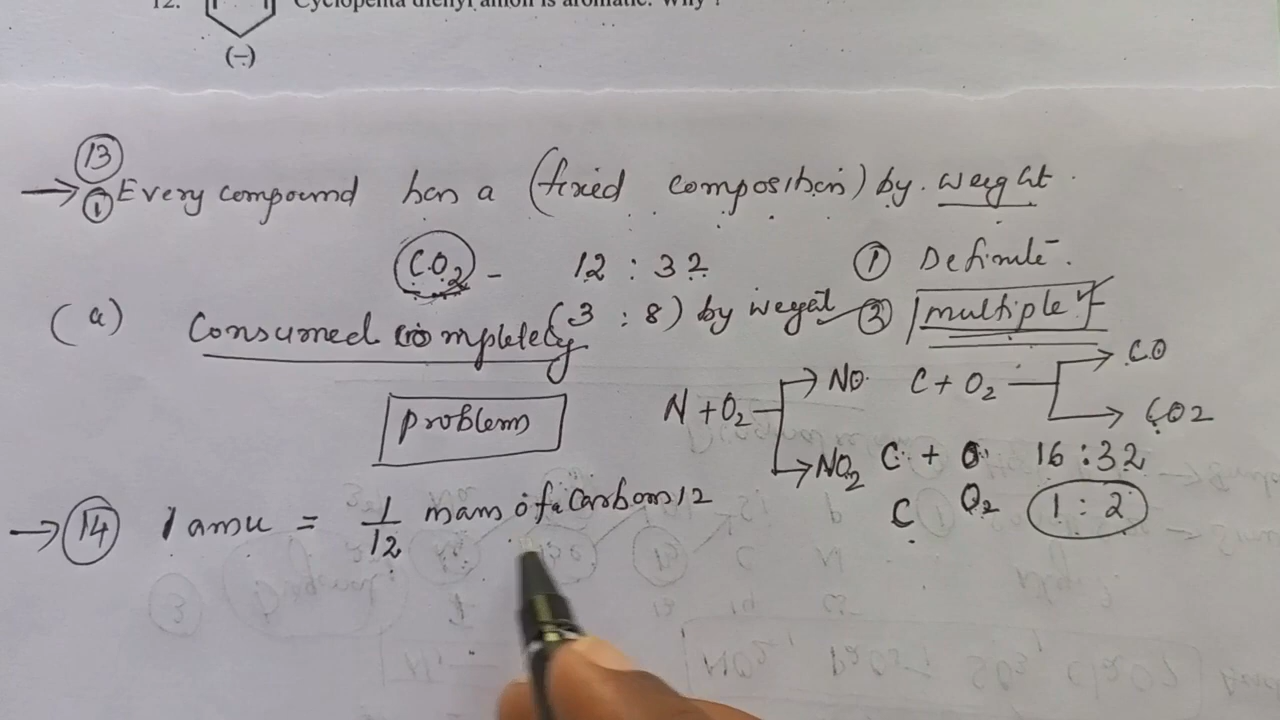 12. Cyclopenta dienyl anion is aromatic. Why ?
(−)
13
→ ① Every compound has a (fixed composition) by weight.
CO2 - 12 : 32
① Definite.
(a) Consumed completely (3 : 8) by weight
② multiple
Problem
N + O2 → NO
→ NO2
C + O2 → CO
→ CO2
C + O 16 : 32
C O2 1 : 2
→ 14 1 amu = 1/12 mass of a Carbon 12